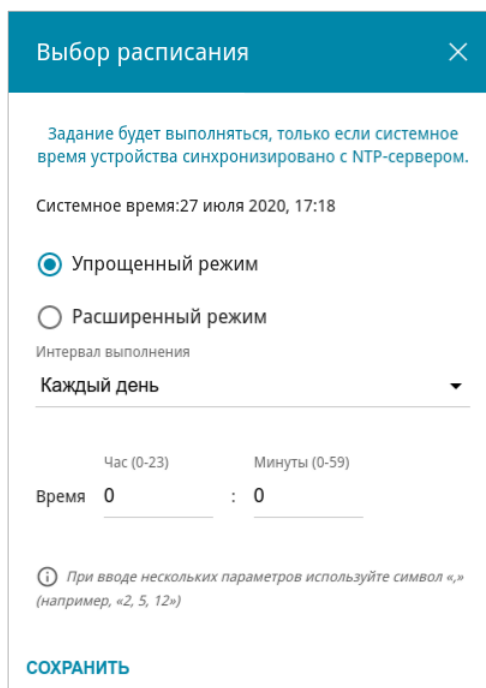 Выбор расписания
Задание будет выполняться, только если системное
время устройства синхронизировано с NTP-сервером.
Системное время:27 июля 2020, 17:18
Упрощенный режим
Расширенный режим
Интервал выполнения
Каждый день
Час (0-23) Минуты (0-59)
Время 0 : 0
При вводе нескольких параметров используйте символ «,»
(например, «2, 5, 12»)
СОХРАНИТЬ